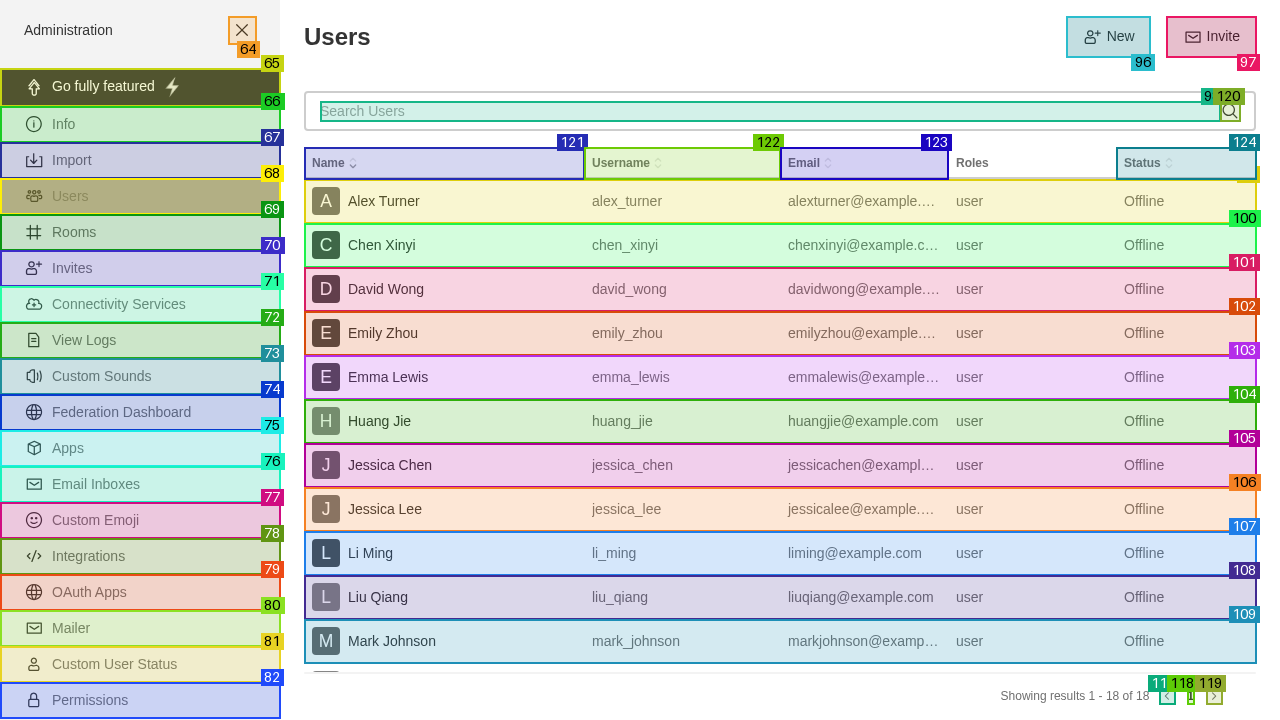 Administration
64
65
Go fully featured
66
Info
67
Import
68
Users
69
Rooms
70
Invites
71
Connectivity Services
72
View Logs
73
Custom Sounds
74
Federation Dashboard
75
Apps
76
Email Inboxes
77
Custom Emoji
78
Integrations
79
OAuth Apps
80
Mailer
81
Custom User Status
82
Permissions
Users
New
96
Invite
97
Search Users
120
121 122 123 124
Name Username Email Roles Status
A Alex Turner alex_turner alexturner@example.… user Offline
100
C Chen Xinyi chen_xinyi chenxinyi@example.c… user Offline
101
D David Wong david_wong davidwong@example.… user Offline
102
E Emily Zhou emily_zhou emilyzhou@example.… user Offline
103
E Emma Lewis emma_lewis emmalewis@example… user Offline
104
H Huang Jie huang_jie huangjie@example.com user Offline
105
J Jessica Chen jessica_chen jessicachen@exampl… user Offline
106
J Jessica Lee jessica_lee jessicalee@example.… user Offline
107
L Li Ming li_ming liming@example.com user Offline
108
L Liu Qiang liu_qiang liuqiang@example.com user Offline
109
M Mark Johnson mark_johnson markjohnson@examp… user Offline
118 119
Showing results 1 - 18 of 18 1